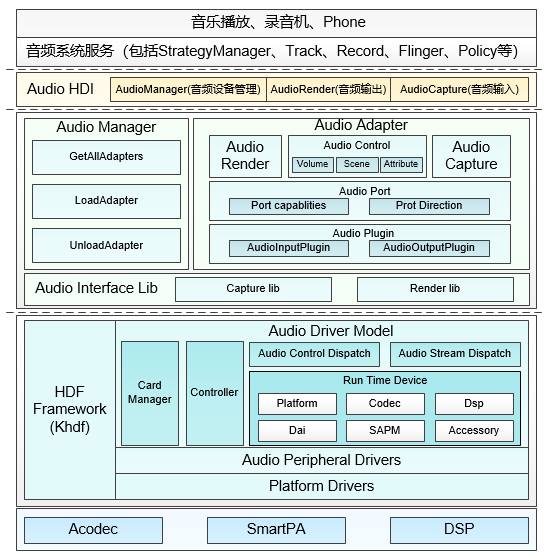 音乐播放、录音机、Phone
音频系统服务（包括StrategyManager、Track、Record、Flinger、Policy等）
Audio HDI
AudioManager(音频设备管理)
AudioRender(音频输出)
AudioCapture(音频输入)
Audio Manager
GetAllAdapters
LoadAdapter
UnloadAdapter
Audio Adapter
Audio
Render
Audio Control
Volume
Scene
Attribute
Audio
Capture
Audio Port
Port capablities
Prot Direction
Audio Plugin
AudioInputPlugin
AudioOutputPlugin
Audio Interface Lib
Capture lib
Render lib
HDF
Framework
(Khdf)
Audio Driver Model
Card
Manager
Controller
Audio Control Dispatch
Audio Stream Dispatch
Run Time Device
Platform
Codec
Dsp
Dai
SAPM
Accessory
Audio Peripheral Drivers
Platform Drivers
Acodec
SmartPA
DSP